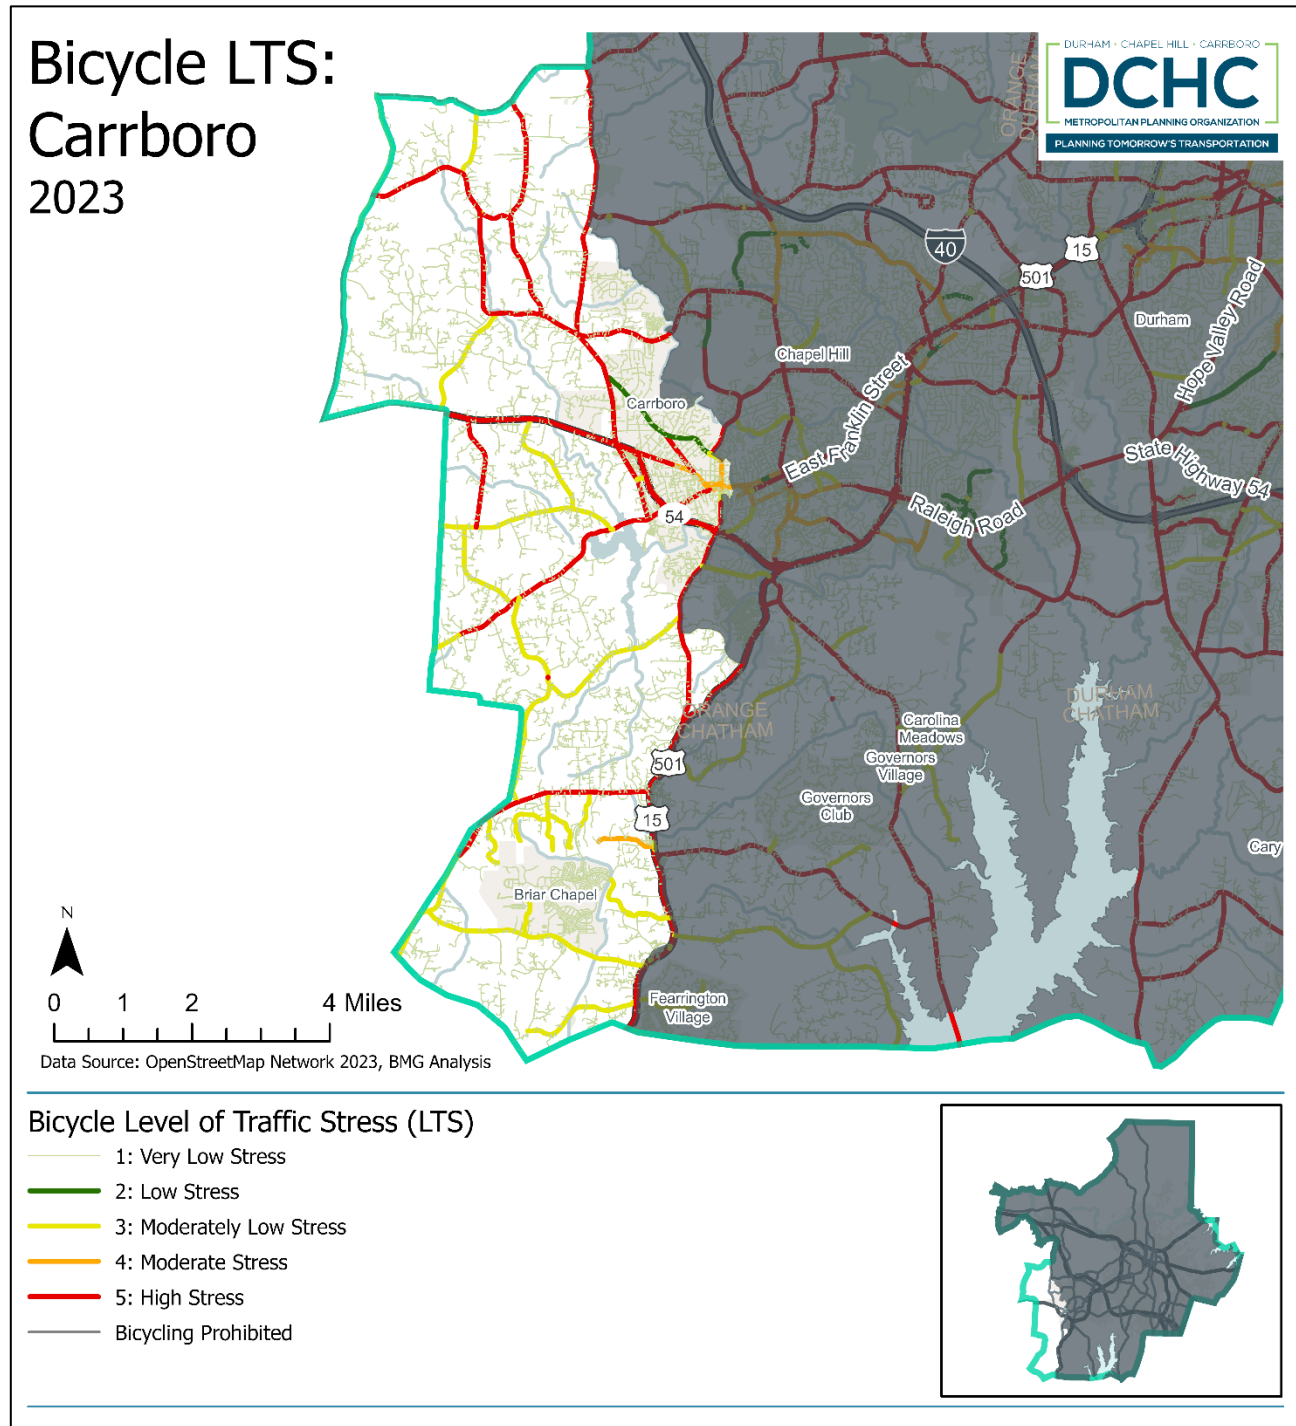 Bicycle LTS:
Carrboro
2023
DURHAM · CHAPEL HILL · CARRBORO
DCHC
METROPOLITAN PLANNING ORGANIZATION
PLANNING TOMORROW'S TRANSPORTATION
ORANGE
DURHAM
40
15
501
Durham
Hope Valley Road
Chapel Hill
Carrboro
East Franklin Street
State Highway 54
Raleigh Road
54
ORANGE
CHATHAM
DURHAM
CHATHAM
Carolina
Meadows
Governors
Village
501
Governors
Club
15
Cary
Briar Chapel
Fearrington
Village
N
0 1 2 4 Miles
Data Source: OpenStreetMap Network 2023, BMG Analysis
Bicycle Level of Traffic Stress (LTS)
1: Very Low Stress
2: Low Stress
3: Moderately Low Stress
4: Moderate Stress
5: High Stress
Bicycling Prohibited